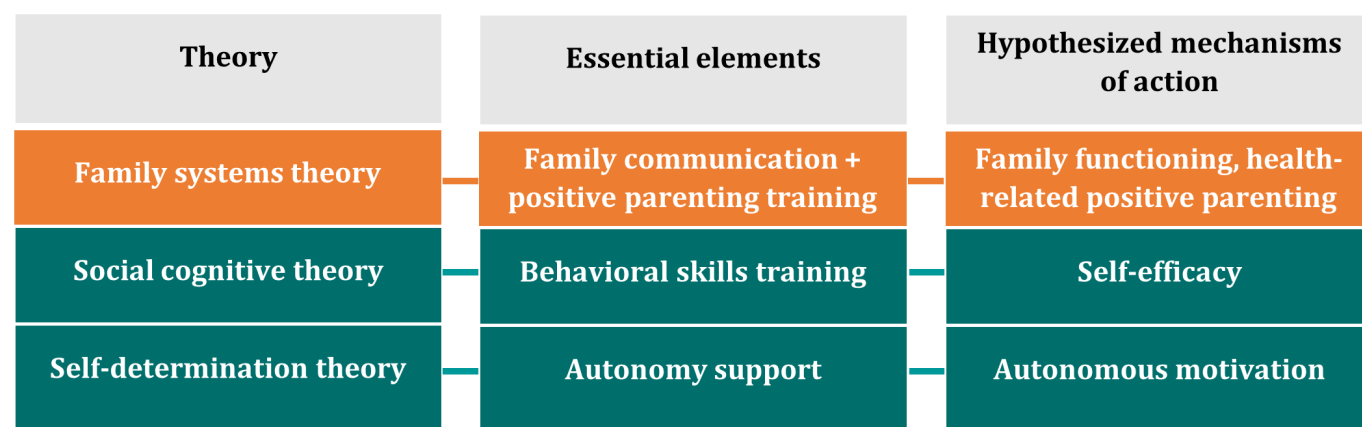 Theory
Essential elements
Hypothesized mechanisms
of action
Family systems theory
Family communication +
positive parenting training
Family functioning, health-
related positive parenting
Social cognitive theory
Behavioral skills training
Self-efficacy
Self-determination theory
Autonomy support
Autonomous motivation